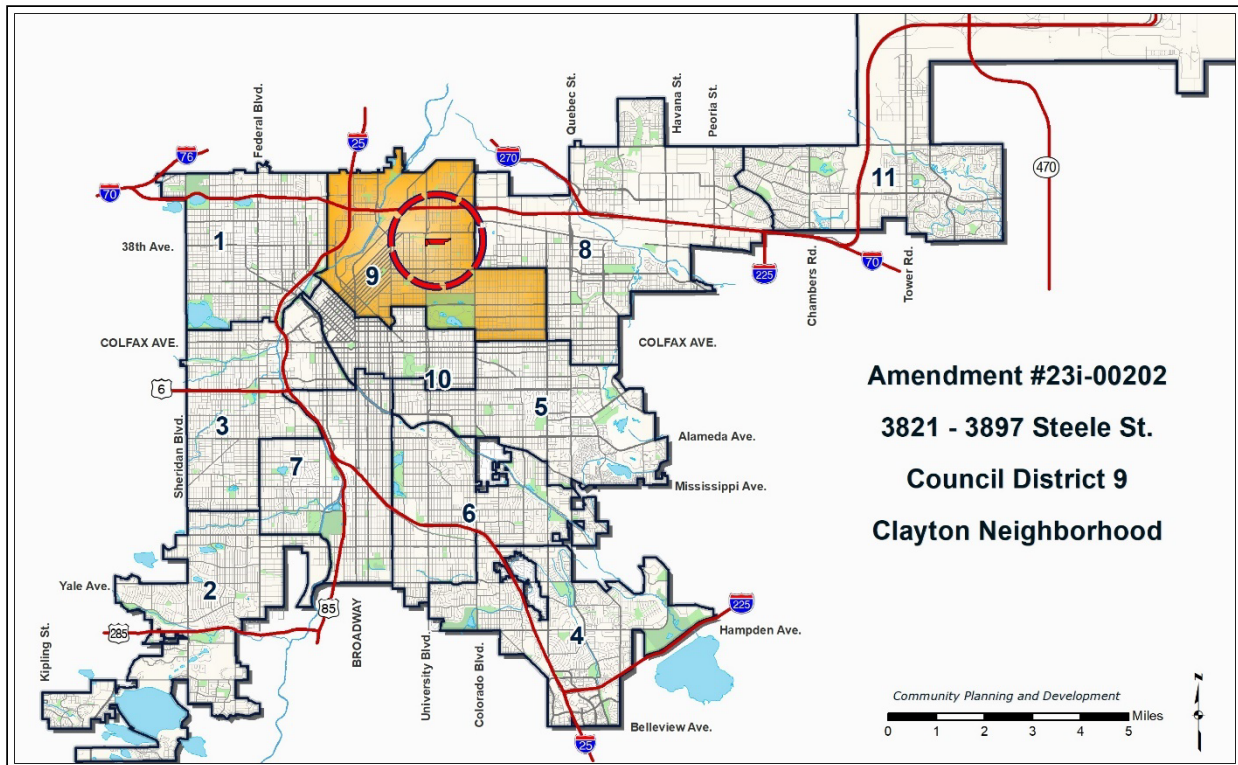 Federal Blvd.
Quebec St.
Havana St.
Peoria St.
76
25
270
70
470
11
1
38th Ave.
8
9
225
70
Chambers Rd.
Tower Rd.
COLFAX AVE.
COLFAX AVE.
6
10
5
3
Sheridan Blvd.
Alameda Ave.
7
Mississippi Ave.
6
Yale Ave.
2
85
285
BROADWAY
University Blvd.
Colorado Blvd.
4
225
Hampden Ave.
Kipling St.
Belleview Ave.
25
Amendment #23i-00202
3821 - 3897 Steele St.
Council District 9
Clayton Neighborhood
Community Planning and Development
Miles
0 1 2 3 4 5
N